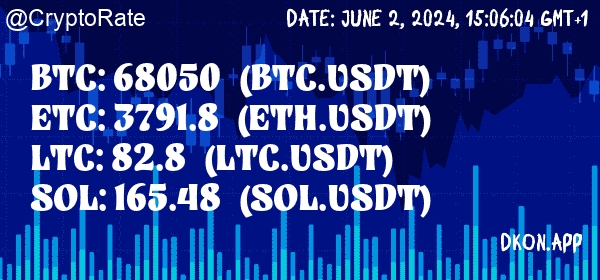 @CryptoRate
DATE: JUNE 2, 2024, 15:06:04 GMT+1
BTC: 68050 (BTC.USDT)
ETC: 3791.8 (ETH.USDT)
LTC: 82.8 (LTC.USDT)
SOL: 165.48 (SOL.USDT)
DKON.APP